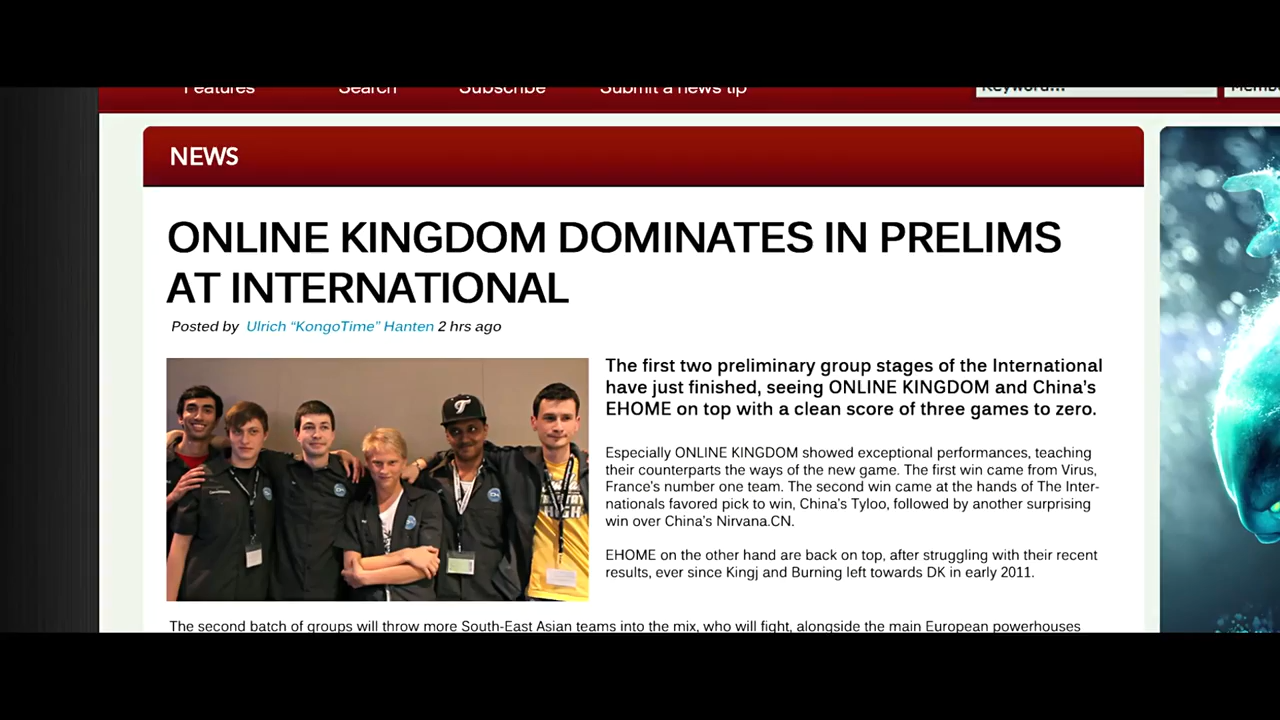 Features Search Subscribe Submit a news tip Keyword...
NEWS
ONLINE KINGDOM DOMINATES IN PRELIMS
AT INTERNATIONAL
Posted by Ulrich “KongoTime” Hanten 2 hrs ago
The first two preliminary group stages of the International
have just finished, seeing ONLINE KINGDOM and China's
EHOME on top with a clean score of three games to zero.
Especially ONLINE KINGDOM showed exceptional performances, teaching
their counterparts the ways of the new game. The first win came from Virus,
France's number one team. The second win came at the hands of The Inter-
nationals favored pick to win, China's Tyloo, followed by another surprising
win over China's Nirvana.CN.
EHOME on the other hand are back on top, after struggling with their recent
results, ever since Kingj and Burning left towards DK in early 2011.
The second batch of groups will throw more South-East Asian teams into the mix, who will fight, alongside the main European powerhouses